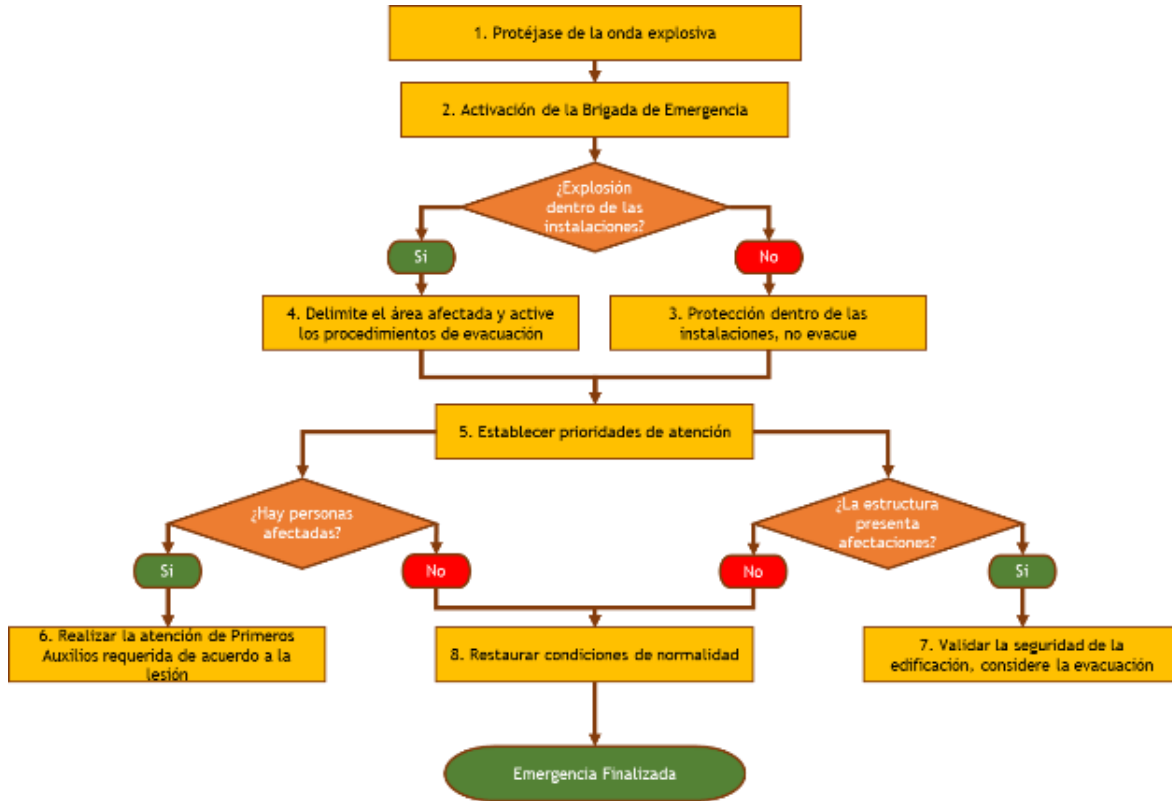 1. Protéjase de la onda explosiva
2. Activación de la Brigada de Emergencia
¿Explosión
dentro de las
instalaciones?
Si
No
4. Delimite el área afectada y active
los procedimientos de evacuación
3. Protección dentro de las
instalaciones, no evacue
5. Establecer prioridades de atención
¿Hay personas
afectadas?
¿La estructura
presenta
afectaciones?
Si
No
No
Si
6. Realizar la atención de Primeros
Auxilios requerida de acuerdo a la
lesión
8. Restaurar condiciones de normalidad
7. Validar la seguridad de la
edificación, considere la evacuación
Emergencia Finalizada